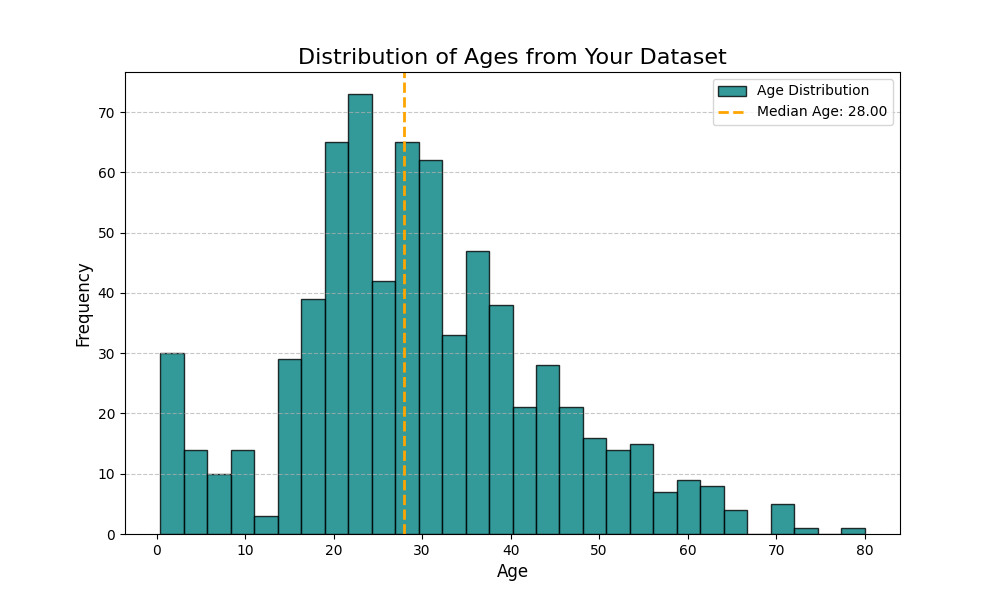 Distribution of Ages from Your Dataset
Age Distribution
Median Age: 28.00
Frequency
70
60
50
40
30
20
10
0
0 10 20 30 40 50 60 70 80
Age